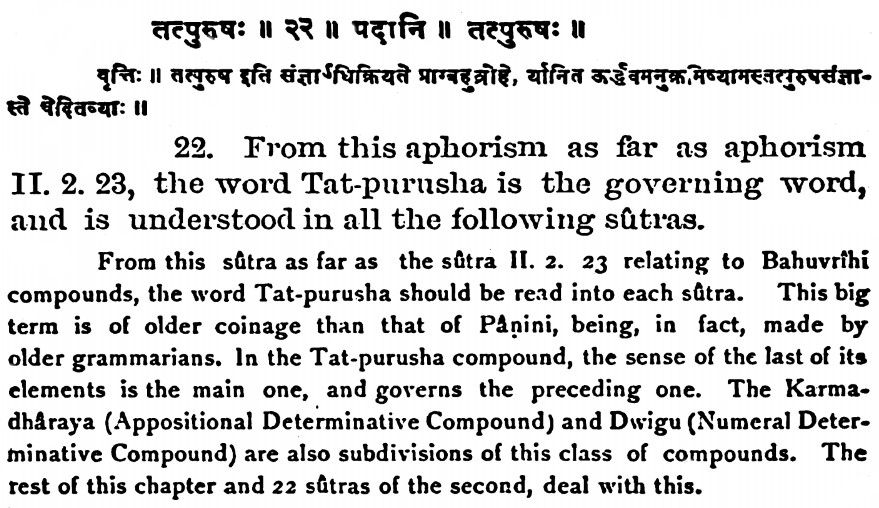 तत्पुरुषः ॥ २२ ॥ पदानि ॥ तत्पुरुषः ॥
वृत्तिः ॥ तत्पुरुष इति संज्ञाऽधिक्रियते प्राग्बहुव्रीहे, र्यानित ऊर्द्धवमनुक्रमिष्यामस्तत्पुरुषसंज्ञा-
स्ते वेदितव्याः ॥
22. From this aphorism as far as aphorism
II. 2. 23, the word Tat-purusha is the governing word,
and is understood in all the following sûtras.
From this sûtra as far as the sûtra II. 2. 23 relating to Bahuvrîhi
compounds, the word Tat-purusha should be read into each sûtra. This big
term is of older coinage than that of Pâṇini, being, in fact, made by
older grammarians. In the Tat-purusha compound, the sense of the last of its
elements is the main one, and governs the preceding one. The Karma-
dhâraya (Appositional Determinative Compound) and Dwigu (Numeral Deter-
minative Compound) are also subdivisions of this class of compounds. The
rest of this chapter and 22 sûtras of the second, deal with this.